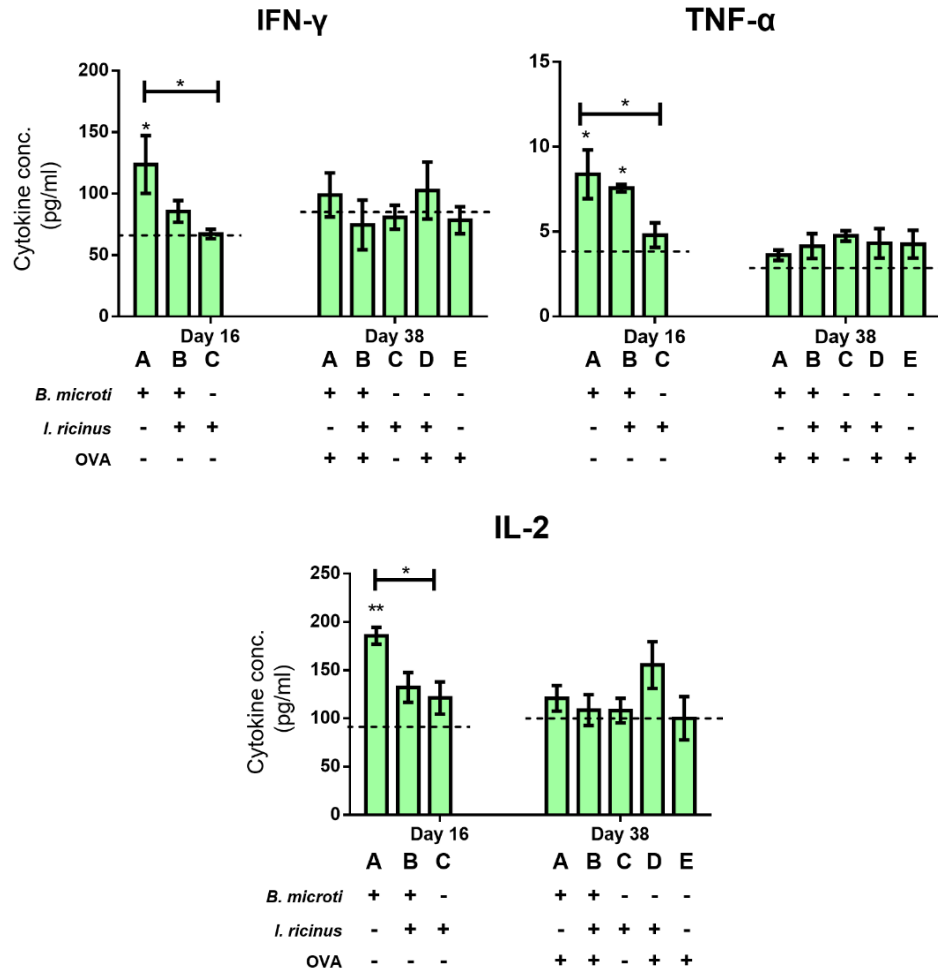 IFN-γ
200
150
100
50
0
Cytokine conc.
(pg/ml)
*
*
Day 16
Day 38
A B C A B C D E
B. microti + + - + + - - -
I. ricinus - + + - + + + -
OVA - - - + + - + +
TNF-α
15
10
5
0
*
*
*
Day 16
Day 38
A B C A B C D E
+ + - + + - - -
- + + - + + + -
- - - + + - + +
IL-2
250
200
150
100
50
0
Cytokine conc.
(pg/ml)
*
**
Day 16
Day 38
A B C A B C D E
B. microti + + - + + - - -
I. ricinus - + + - + + + -
OVA - - - + + - + +